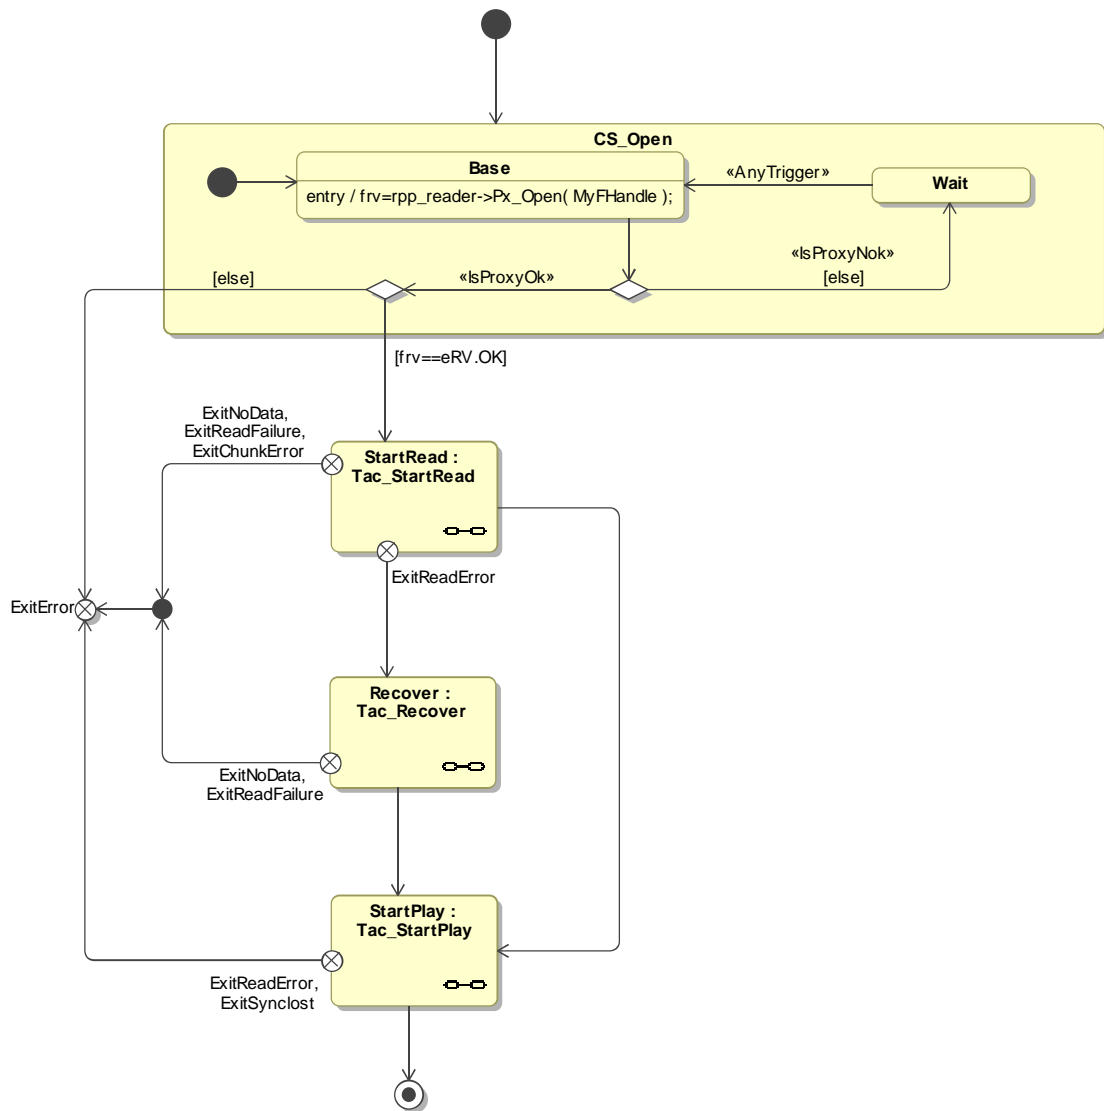 CS_Open
Base
entry / frv=rpp_reader->Px_Open( MyFHandle );
«AnyTrigger»
Wait
«IsProxyNok»
[else]
«IsProxyOk»
[else]
[frv==eRV.OK]
ExitNoData,
ExitReadFailure,
ExitChunkError
StartRead :
Tac_StartRead
ExitReadError
ExitError
Recover :
Tac_Recover
ExitNoData,
ExitReadFailure
StartPlay :
Tac_StartPlay
ExitReadError,
ExitSynclost